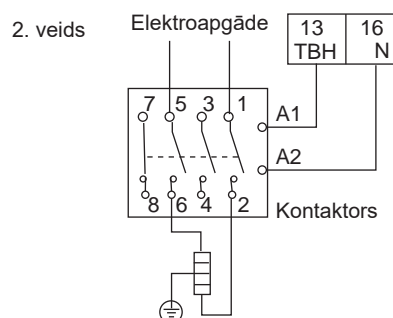 2. veids
Elektroapgāde
13 16
TBH N
7 5 3 1
A1
A2
8 6 4 2
Kontaktors